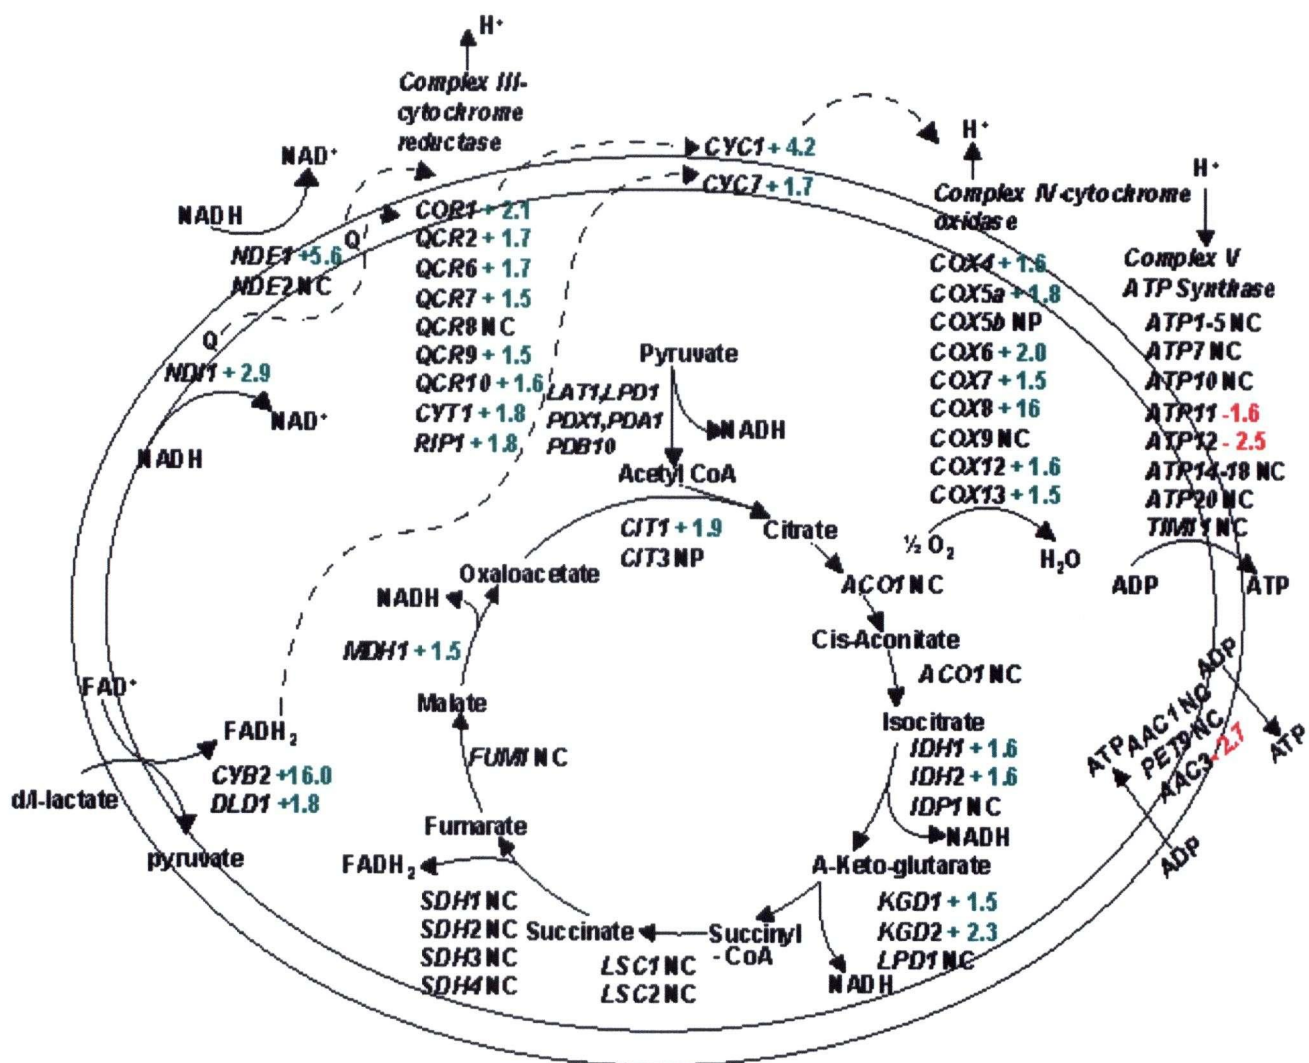 H⁺
Complex III-
cytochrome
reductase
NAD⁺
NADH
NDE1 +5.6
NDE2 NC
Q
Q
NDI1 + 2.9
NAD⁺
NADH
COR1 + 2.1
QCR2 + 1.7
QCR6 + 1.7
QCR7 + 1.5
QCR8 NC
QCR9 + 1.5
QCR10 + 1.6
CYT1 + 1.8
RIP1 + 1.8
CYC1 + 4.2
CYC7 + 1.7
H⁺
Complex IV-cytochrome
oxidase
COX4 + 1.6
COX5a + 1.8
COX5b NP
COX6 + 2.0
COX7 + 1.5
COX8 + 16
COX9 NC
COX12 + 1.6
COX13 + 1.5
½ O₂
H₂O
H⁺
Complex V
ATP Synthase
ATP1-5 NC
ATP7 NC
ATP10 NC
ATP11 -1.6
ATP12 - 2.5
ATP14-18 NC
ATP20 NC
TIM11 NC
ADP
ATP
Pyruvate
LAT1,LPD1
PDX1,PDA1
PDB10
NADH
Acetyl CoA
CIT1 + 1.9
CIT3 NP
Citrate
ACO1 NC
Cis-Aconitate
ACO1 NC
Isocitrate
IDH1 + 1.6
IDH2 + 1.6
IDP1 NC
NADH
A-Keto-glutarate
KGD1 + 1.5
KGD2 + 2.3
LPD1 NC
NADH
Succinyl
-CoA
LSC1 NC
LSC2 NC
Succinate
SDH1 NC
SDH2 NC
SDH3 NC
SDH4 NC
FADH₂
Fumarate
FUM1 NC
Malate
MDH1 + 1.5
NADH
Oxaloacetate
FAD⁺
FADH₂
CYB2 +16.0
DLD1 +1.8
d/l-lactate
pyruvate
ADP
ATP
AAC1 NC
PET9 NC
AAC3 - 2.7
ATP
ADP